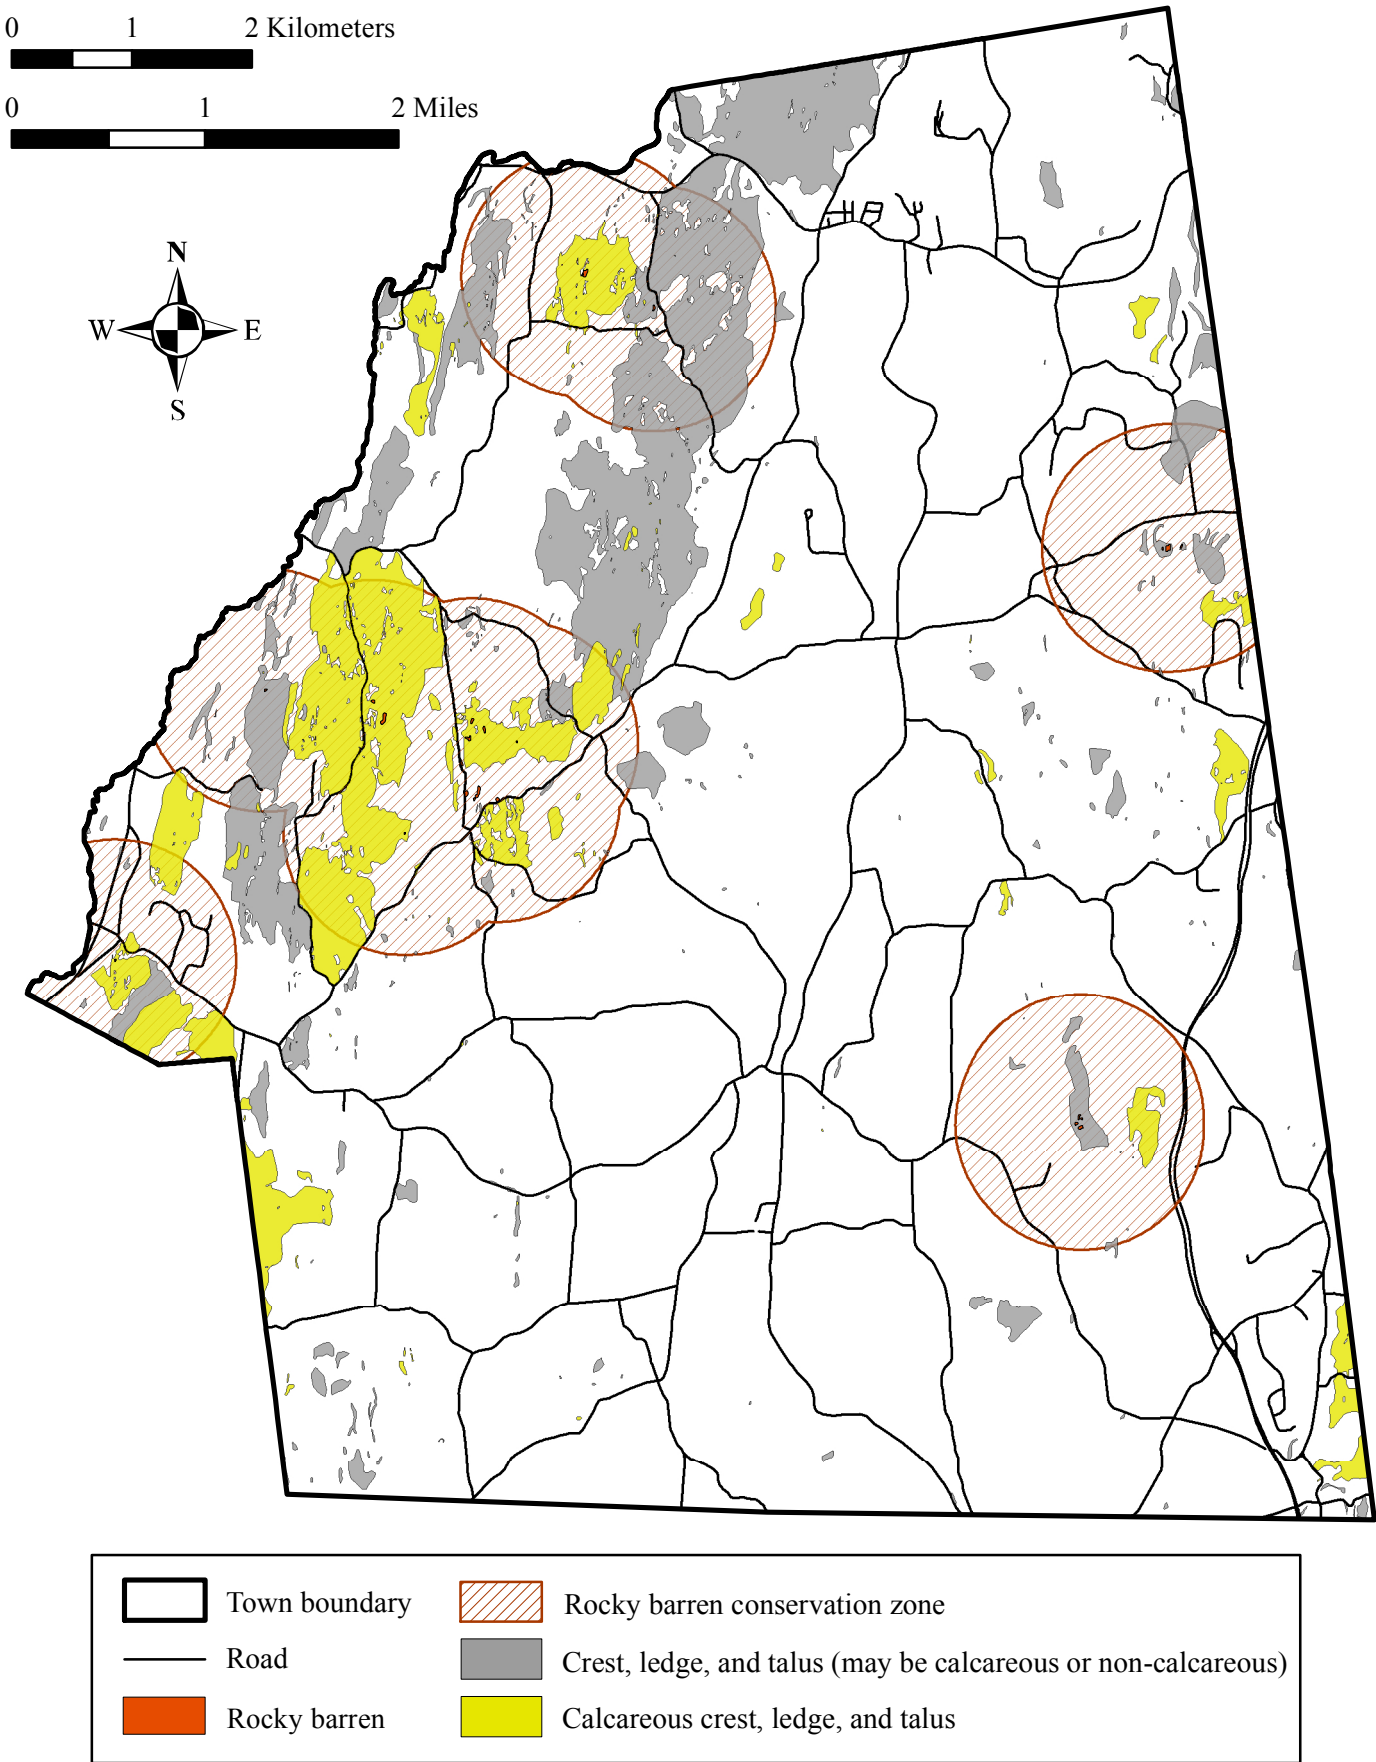 0 1 2 Kilometers
0 1 2 Miles
N
W E
S
Town boundary
Rocky barren conservation zone
Road
Crest, ledge, and talus (may be calcareous or non-calcareous)
Rocky barren
Calcareous crest, ledge, and talus